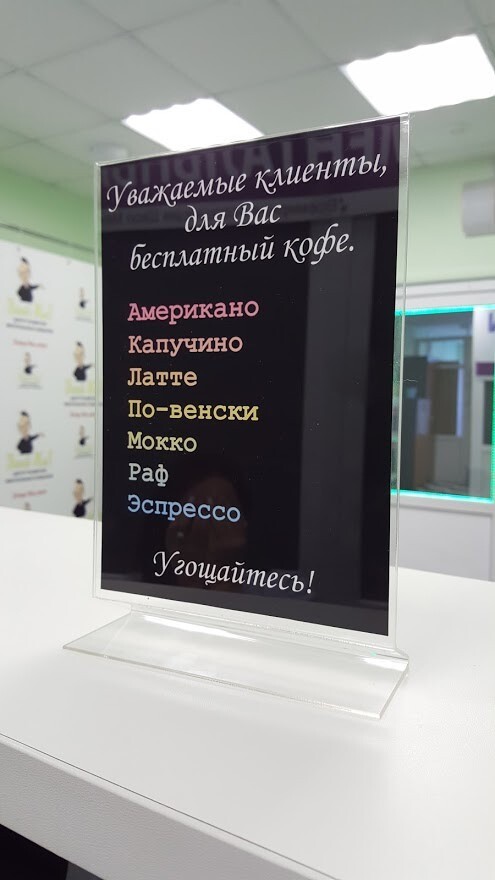 Уважаемые клиенты,
для Вас
бесплатный кофе.
Американо
Капучино
Латте
По-венски
Мокко
Раф
Эспрессо
Угощайтесь!